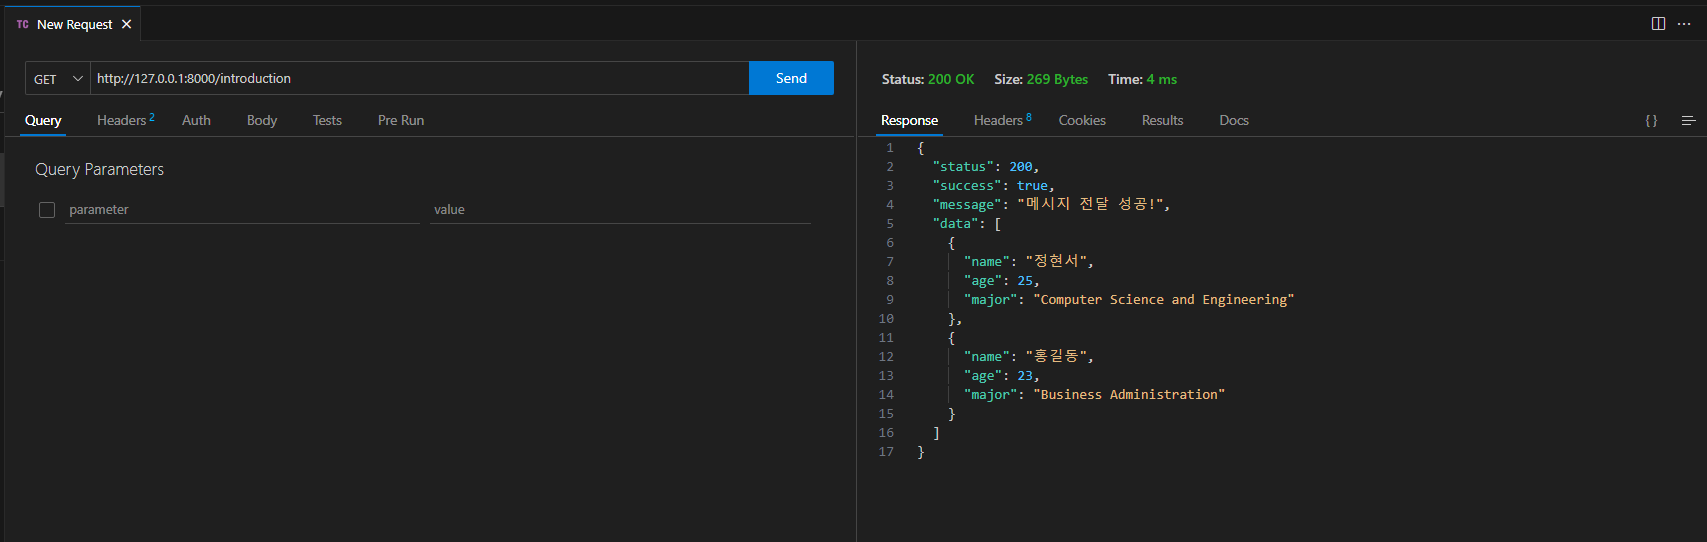 TC New Request
GET http://127.0.0.1:8000/introduction Send
Query Headers 2 Auth Body Tests Pre Run
Query Parameters
parameter value
Status: 200 OK Size: 269 Bytes Time: 4 ms
Response Headers 8 Cookies Results Docs { }
1 {
2 "status": 200,
3 "success": true,
4 "message": "메시지 전달 성공!",
5 "data": [
6 {
7 "name": "정현서",
8 "age": 25,
9 "major": "Computer Science and Engineering"
10 },
11 {
12 "name": "홍길동",
13 "age": 23,
14 "major": "Business Administration"
15 }
16 ]
17 }